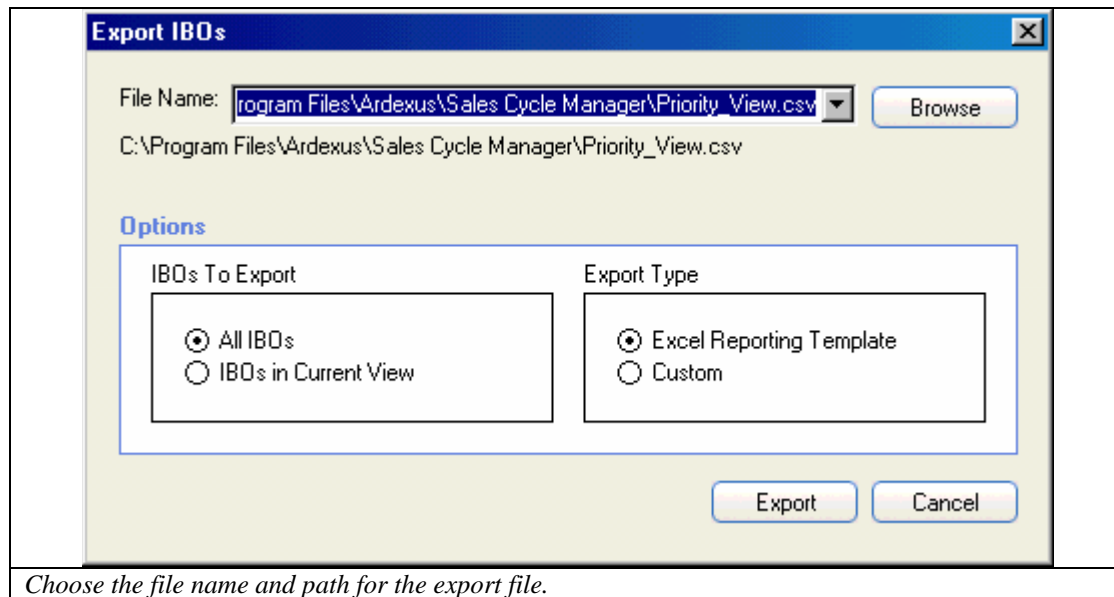 Export IBOs
File Name: rogram Files\Ardexus\Sales Cycle Manager\Priority_View.csv Browse
C:\Program Files\Ardexus\Sales Cycle Manager\Priority_View.csv
Options
IBOs To Export Export Type
All IBOs Excel Reporting Template
IBOs in Current View Custom
Export Cancel
Choose the file name and path for the export file.